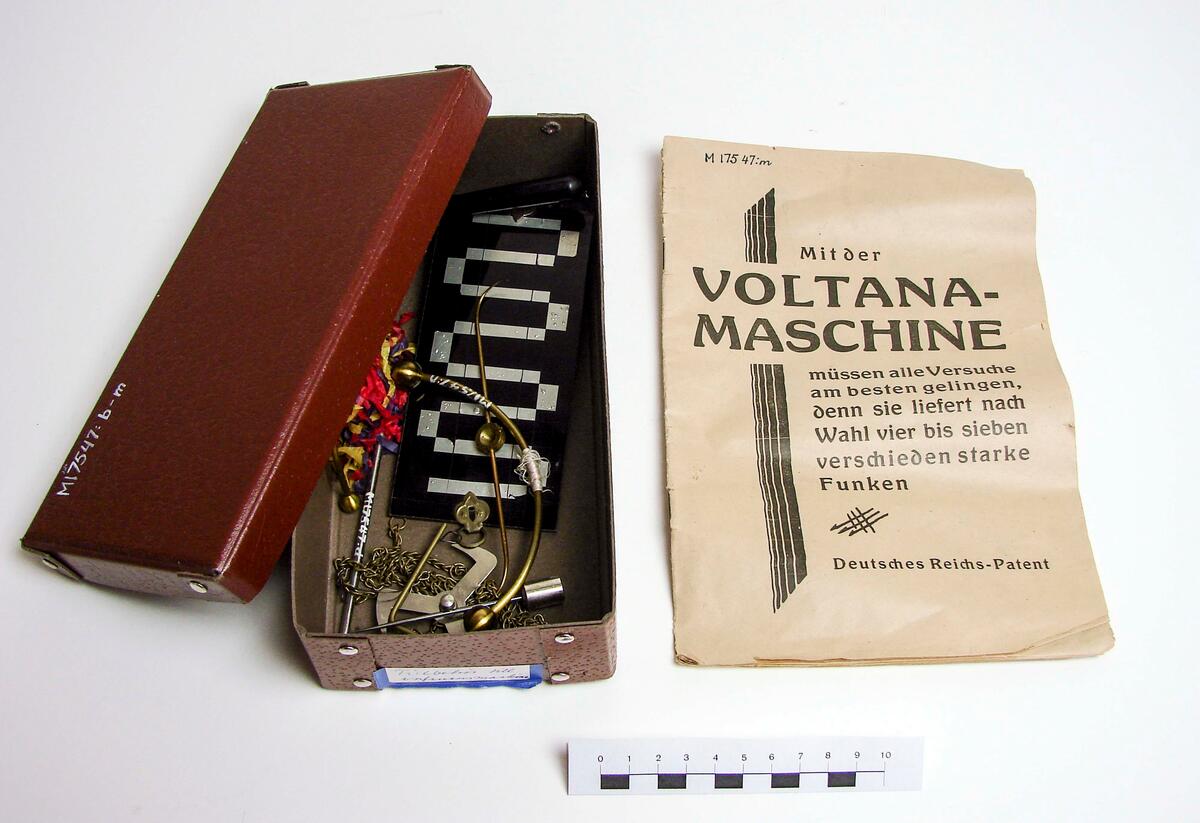 M17547: b-m
M17547.n
M17547.d
M 175 47:m
Mit der
VOLTANA-
MASCHINE
müssen alle Versuche
am besten gelingen,
denn sie liefert nach
Wahl vier bis sieben
verschieden starke
Funken
Deutsches Reichs-Patent
0 1 2 3 4 5 6 7 8 9 10